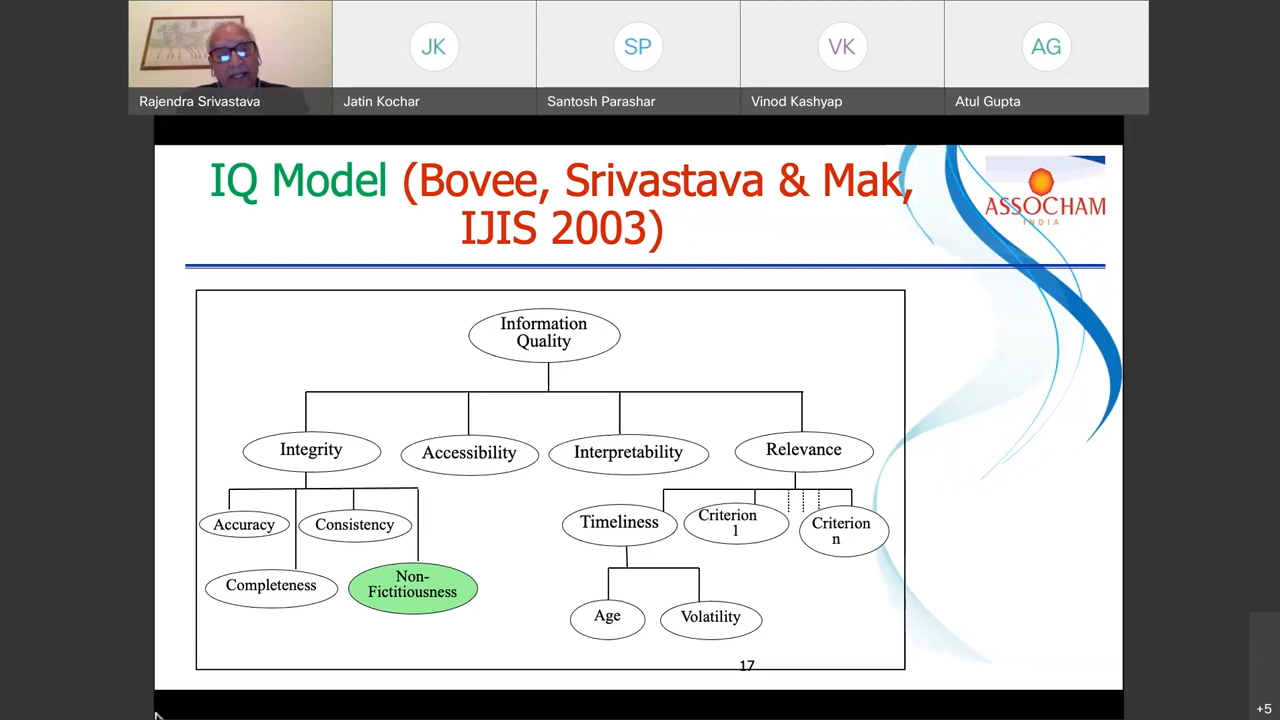 JK
SP
VK
AG
Rajendra Srivastava
Jatin Kochar
Santosh Parashar
Vinod Kashyap
Atul Gupta
IQ Model (Bovee, Srivastava & Mak,
IJIS 2003)
ASSOCHAM
INDIA
Information
Quality
Integrity
Accessibility
Interpretability
Relevance
Accuracy
Consistency
Timeliness
Criterion
1
Criterion
n
Completeness
Non-
Fictitiousness
Age
Volatility
17
+5